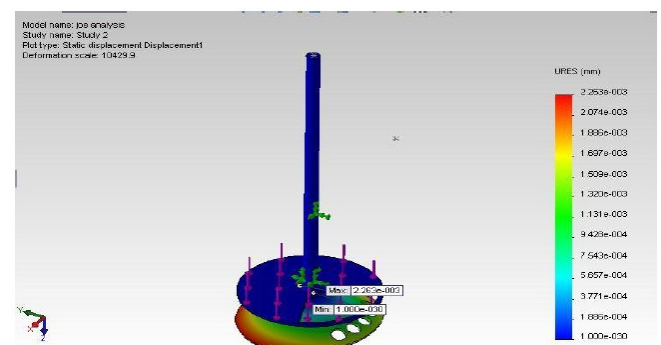 Model name: joe analysis
Study name: Study 2
Plot type: Static displacement Displacement1
Deformation scale: 10429.9
URES (mm)
2.263e-003
2.074e-003
1.886e-003
1.697e-003
1.509e-003
1.320e-003
1.131e-003
9.428e-004
7.543e-004
5.657e-004
3.771e-004
1.886e-004
1.000e-030
Max: 2.263e-003
Min: 1.000e-030
Y
X
Z